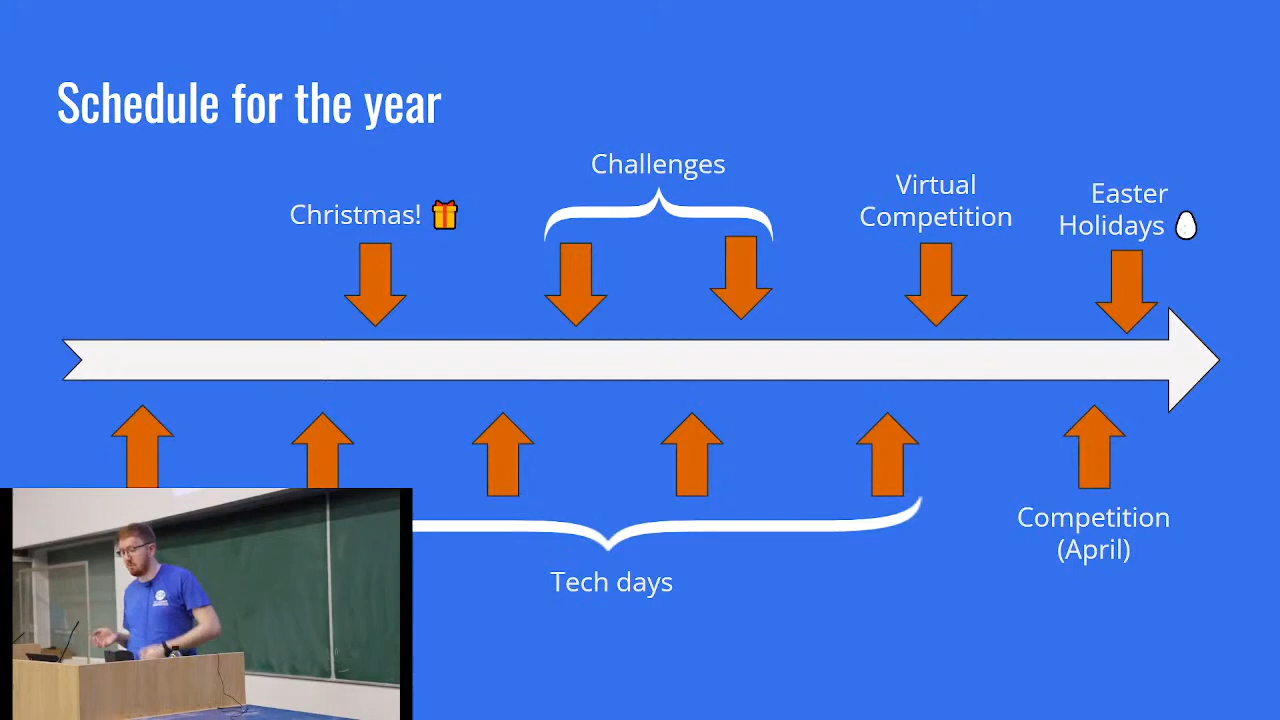 Schedule for the year
Challenges
Christmas!
Virtual
Competition
Easter
Holidays
Competition
(April)
Tech days